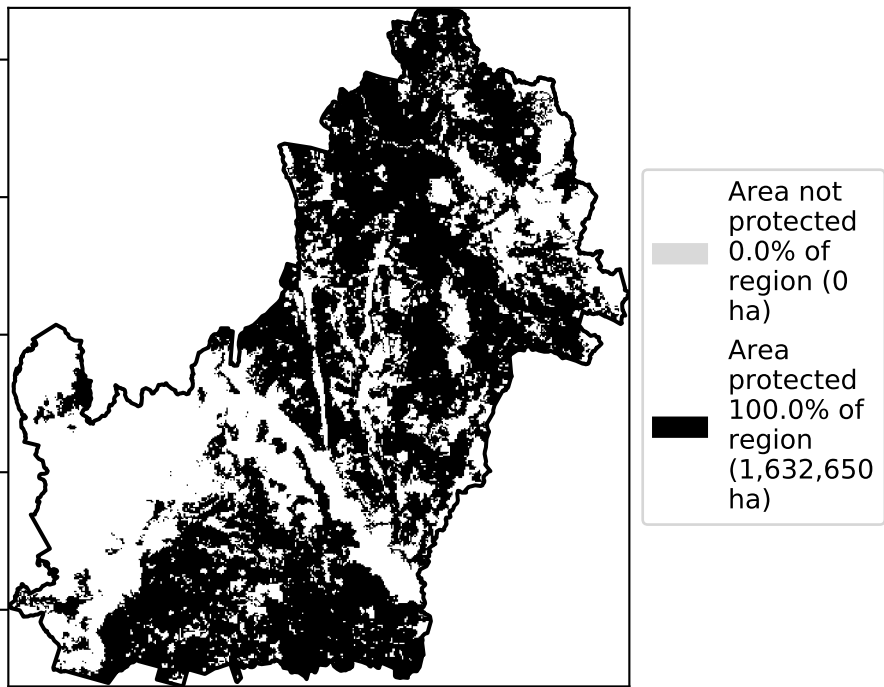 Area not
protected
0.0% of
region (0
ha)
Area
protected
100.0% of
region
(1,632,650
ha)